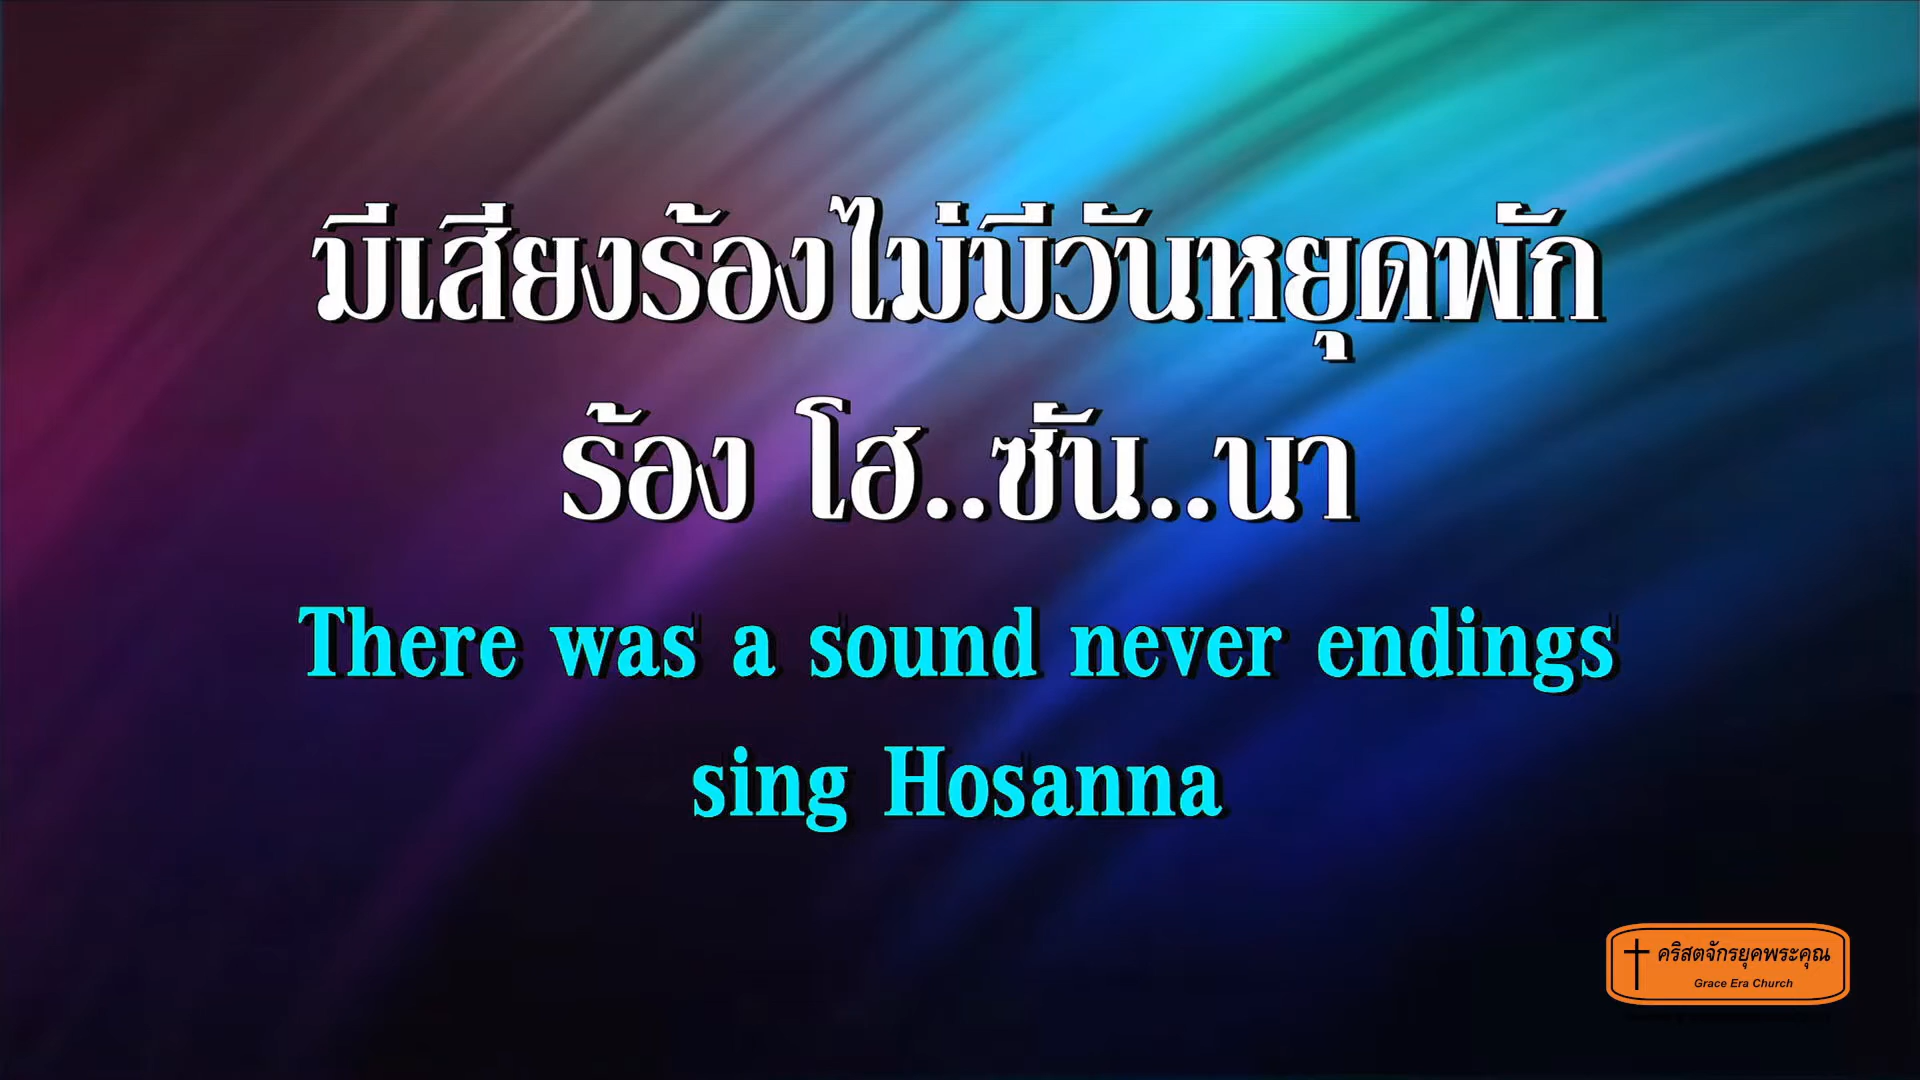 มีเสียงร้องไม่มีวันหยุดพัก
ร้อง โฮ..ซัน..นา
There was a sound never endings
sing Hosanna
คริสตจักรยุคพระคุณ
Grace Era Church